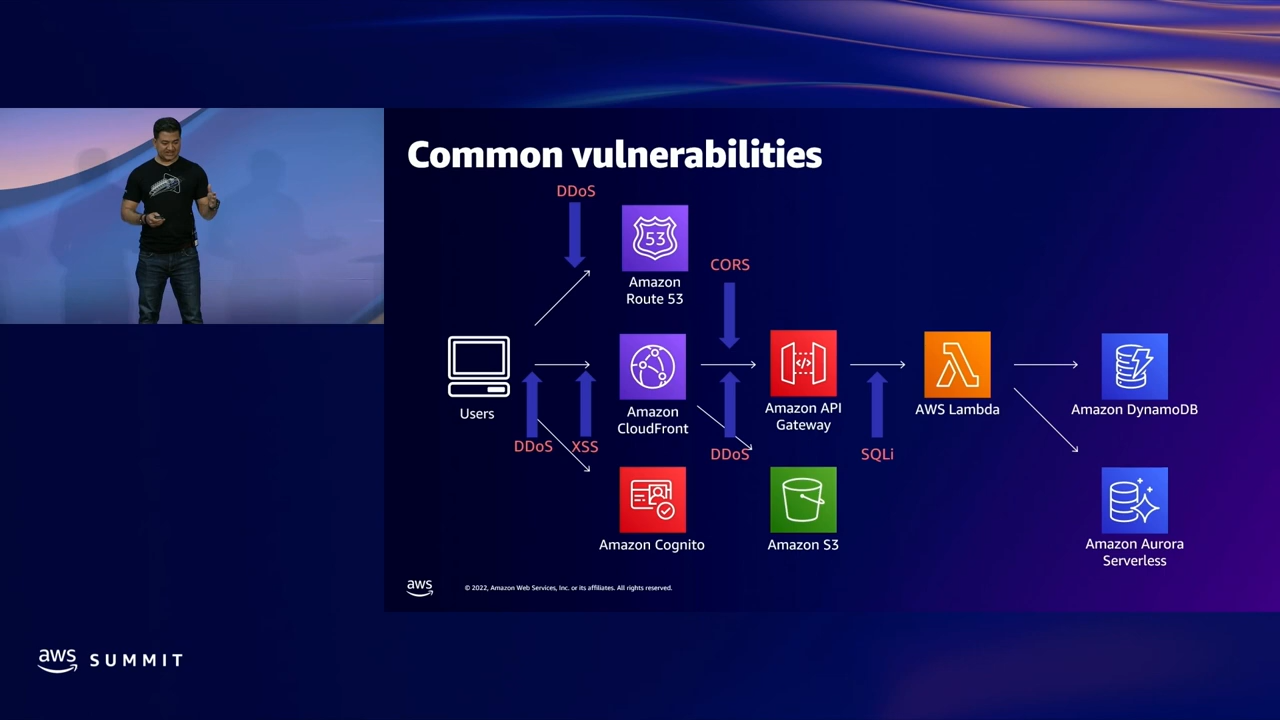 Common vulnerabilities
DDoS
53
Amazon
Route 53
CORS
Users
Amazon
CloudFront
</>
Amazon API
Gateway
AWS Lambda
Amazon DynamoDB
DDoS
XSS
DDoS
SQLi
Amazon Cognito
Amazon S3
Amazon Aurora
Serverless
aws
© 2022, Amazon Web Services, Inc. or its affiliates. All rights reserved.
aws SUMMIT